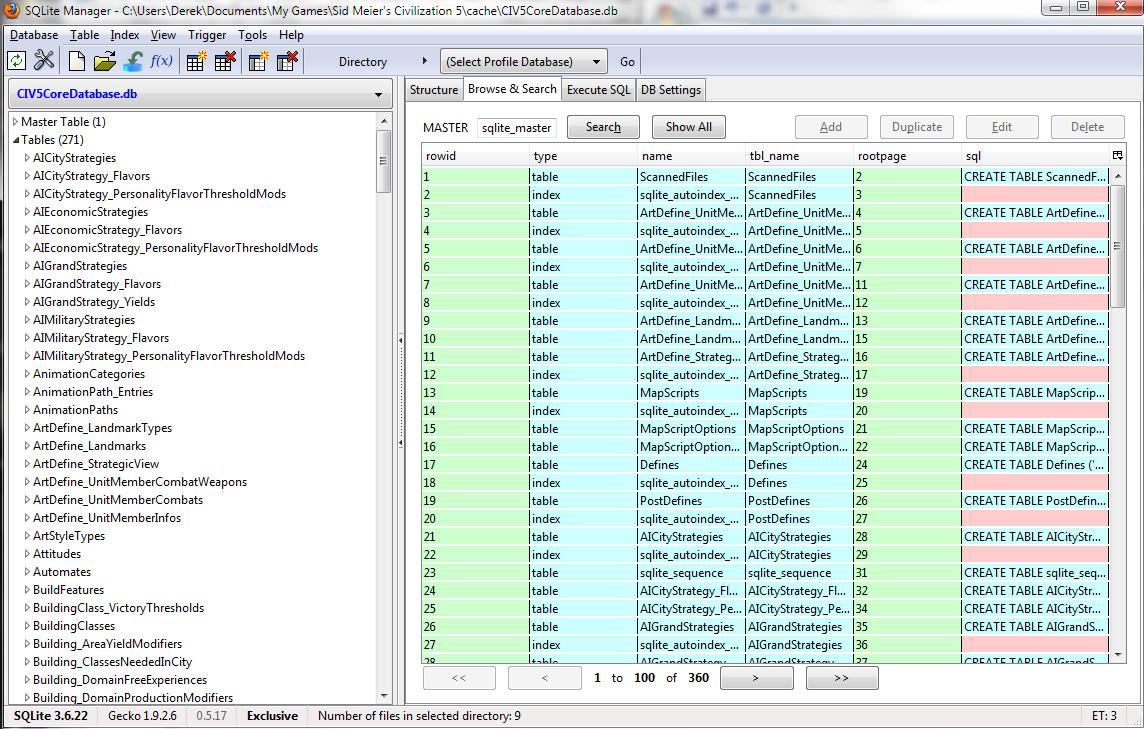 SQLite Manager - C:\Users\Derek\Documents\My Games\Sid Meier's Civilization 5\cache\CIV5CoreDatabase.db
Database Table Index View Trigger Tools Help
f(x) Directory (Select Profile Database) Go
CIV5CoreDatabase.db
Master Table (1)
Tables (271)
AICityStrategies
AICityStrategy_Flavors
AICityStrategy_PersonalityFlavorThresholdMods
AIEconomicStrategies
AIEconomicStrategy_Flavors
AIEconomicStrategy_PersonalityFlavorThresholdMods
AIGrandStrategies
AIGrandStrategy_Flavors
AIGrandStrategy_Yields
AIMilitaryStrategies
AIMilitaryStrategy_Flavors
AIMilitaryStrategy_PersonalityFlavorThresholdMods
AnimationCategories
AnimationPath_Entries
AnimationPaths
ArtDefine_LandmarkTypes
ArtDefine_Landmarks
ArtDefine_StrategicView
ArtDefine_UnitMemberCombatWeapons
ArtDefine_UnitMemberCombats
ArtDefine_UnitMemberInfos
ArtStyleTypes
Attitudes
Automates
BuildFeatures
BuildingClass_VictoryThresholds
BuildingClasses
Building_AreaYieldModifiers
Building_ClassesNeededInCity
Building_DomainFreeExperiences
Building_DomainProductionModifiers
Structure Browse & Search Execute SQL DB Settings
MASTER sqlite_master Search Show All Add Duplicate Edit Delete
rowid type name tbl_name rootpage sql
1 table ScannedFiles ScannedFiles 2 CREATE TABLE ScannedF...
2 index sqlite_autoindex_... ScannedFiles 3
3 table ArtDefine_UnitMe... ArtDefine_UnitMe... 4 CREATE TABLE ArtDefine...
4 index sqlite_autoindex_... ArtDefine_UnitMe... 5
5 table ArtDefine_UnitMe... ArtDefine_UnitMe... 6 CREATE TABLE ArtDefine...
6 index sqlite_autoindex_... ArtDefine_UnitMe... 7
7 table ArtDefine_UnitMe... ArtDefine_UnitMe... 11 CREATE TABLE ArtDefine...
8 index sqlite_autoindex_... ArtDefine_UnitMe... 12
9 table ArtDefine_Landm... ArtDefine_Landm... 13 CREATE TABLE ArtDefine...
10 table ArtDefine_Landm... ArtDefine_Landm... 15 CREATE TABLE ArtDefine...
11 table ArtDefine_Strateg... ArtDefine_Strateg... 16 CREATE TABLE ArtDefine...
12 index sqlite_autoindex_... ArtDefine_Strateg... 17
13 table MapScripts MapScripts 19 CREATE TABLE MapScrip...
14 index sqlite_autoindex_... MapScripts 20
15 table MapScriptOptions MapScriptOptions 21 CREATE TABLE MapScrip...
16 table MapScriptOption... MapScriptOption... 22 CREATE TABLE MapScrip...
17 table Defines Defines 24 CREATE TABLE Defines ('...
18 index sqlite_autoindex_... Defines 25
19 table PostDefines PostDefines 26 CREATE TABLE PostDefin...
20 index sqlite_autoindex_... PostDefines 27
21 table AICityStrategies AICityStrategies 28 CREATE TABLE AICityStr...
22 index sqlite_autoindex_... AICityStrategies 29
23 table sqlite_sequence sqlite_sequence 31 CREATE TABLE sqlite_seq...
24 table AICityStrategy_Fl... AICityStrategy_Fl... 32 CREATE TABLE AICityStr...
25 table AICityStrategy_Pe... AICityStrategy_Pe... 34 CREATE TABLE AICityStr...
26 table AIGrandStrategies AIGrandStrategies 35 CREATE TABLE AIGrandS...
27 index sqlite_autoindex_... AIGrandStrategies 36
28 table AIGrandStrategy_... AIGrandStrategy_... 37 CREATE TABLE AIGrandS...
<< < 1 to 100 of 360 > >>
SQLite 3.6.22 Gecko 1.9.2.6 0.5.17 Exclusive Number of files in selected directory: 9 ET: 3